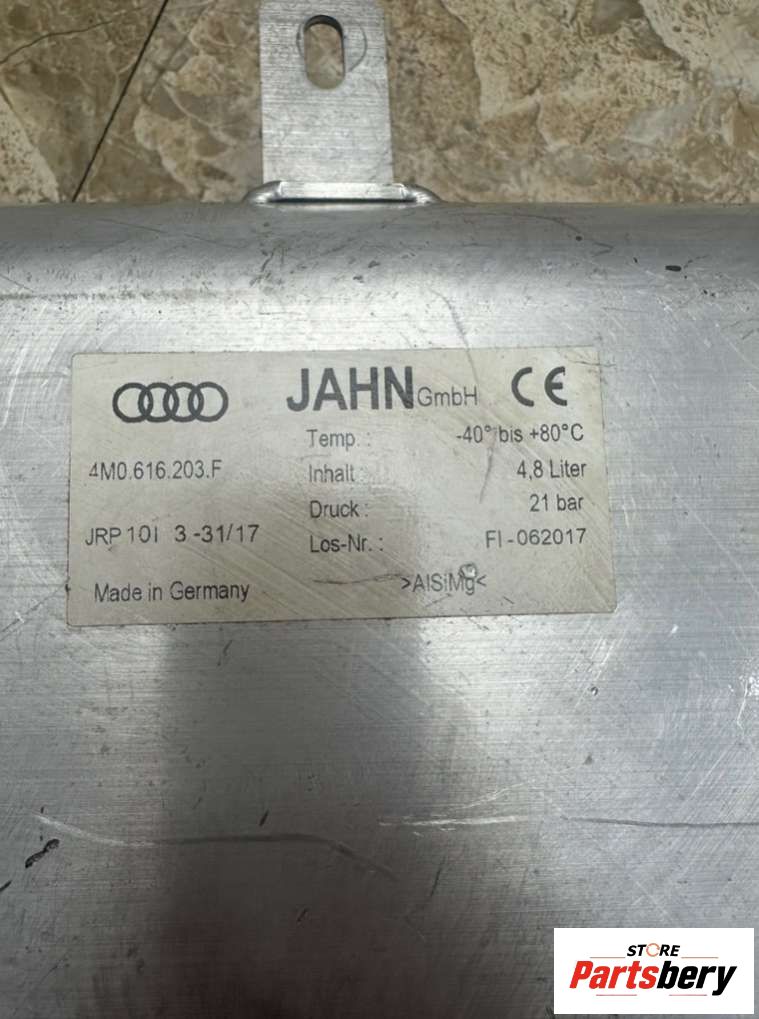 JAHN GmbH CE
Temp. : -40° bis +80°C
4M0.616.203.F Inhalt : 4,8 Liter
Druck : 21 bar
JRP 10I 3 -31/17 Los-Nr. : FI - 062017
Made in Germany >AlSiMg<
STORE
Partsbery